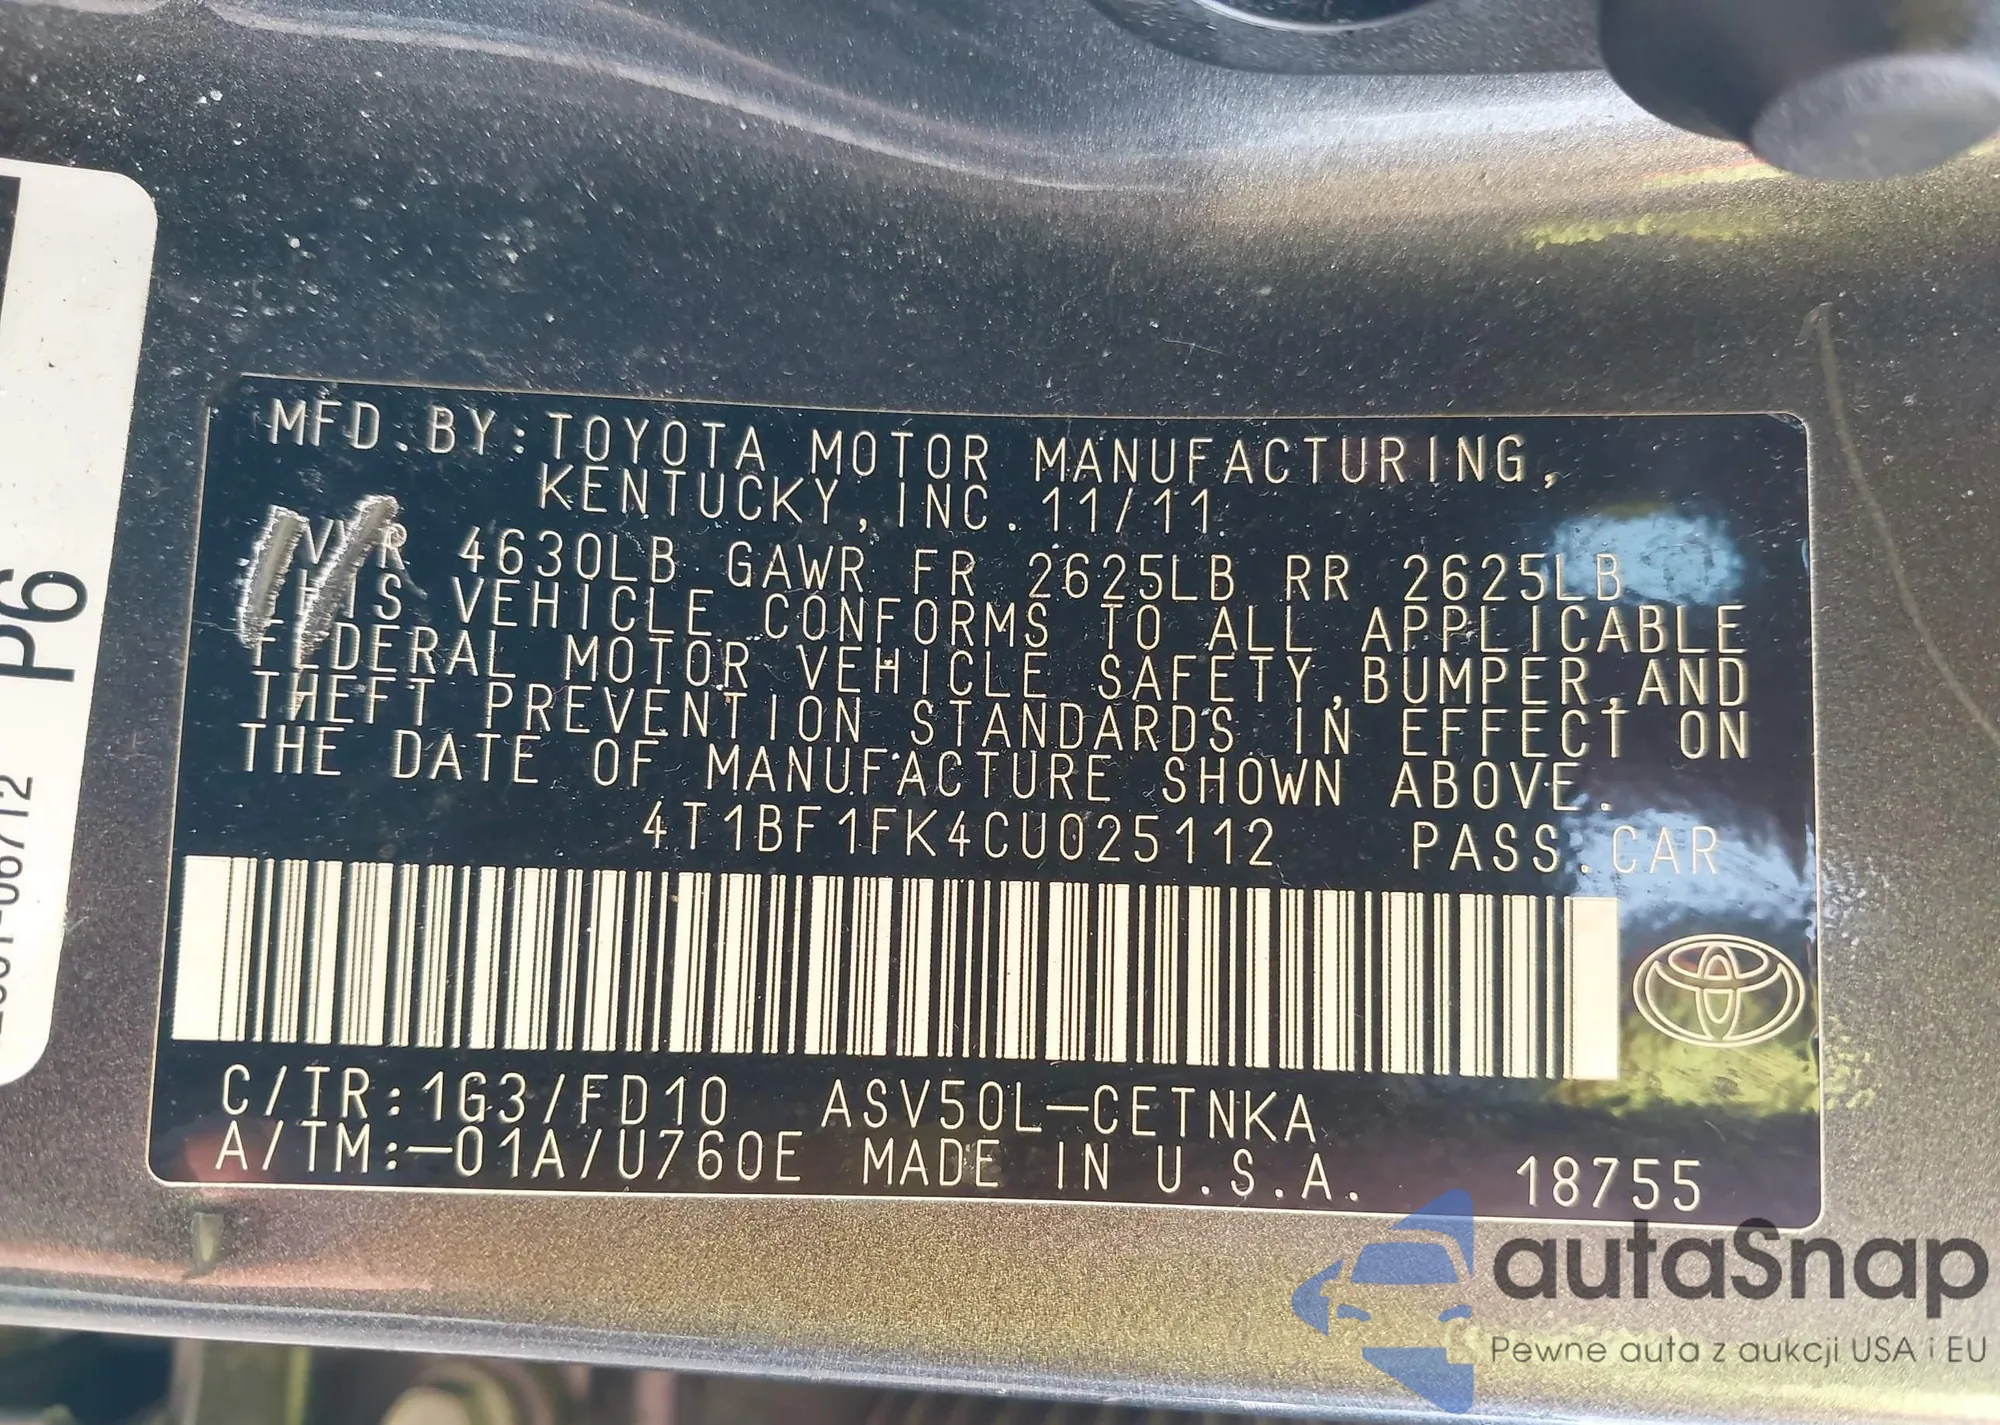 MFD.BY:TOYOTA MOTOR MANUFACTURING,
KENTUCKY, INC. 11/11
4630LB GAWR FR 2625LB RR 2625LB
THIS VEHICLE CONFORMS TO ALL APPLICABLE
FEDERAL MOTOR VEHICLE SAFETY,BUMPER,AND
THEFT PREVENTION STANDARDS IN EFFECT ON
THE DATE OF MANUFACTURE SHOWN ABOVE.
4T1BF1FK4CU025112 PASS.CAR
C/TR:1G3/FD10 ASV50L-CETNKA
A/TM:-01A/U760E MADE IN U.S.A. 18755
P6
autaSnap
Pewne auta z aukcji USA i EU